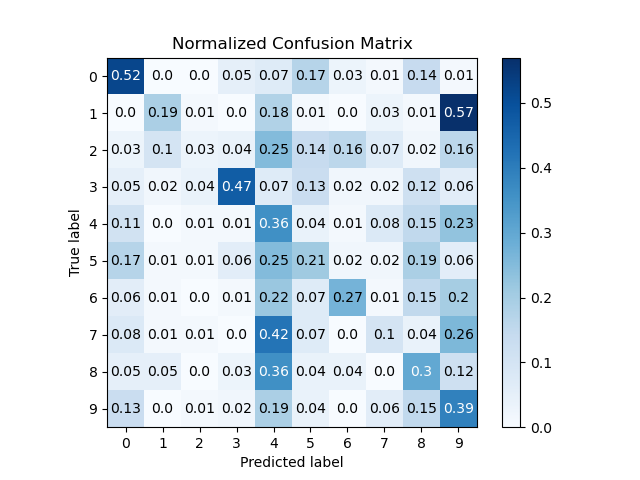 Normalized Confusion Matrix
0 0.52 0.0 0.0 0.05 0.07 0.17 0.03 0.01 0.14 0.01
1 0.0 0.19 0.01 0.0 0.18 0.01 0.0 0.03 0.01 0.57
2 0.03 0.1 0.03 0.04 0.25 0.14 0.16 0.07 0.02 0.16
3 0.05 0.02 0.04 0.47 0.07 0.13 0.02 0.02 0.12 0.06
4 0.11 0.0 0.01 0.01 0.36 0.04 0.01 0.08 0.15 0.23
5 0.17 0.01 0.01 0.06 0.25 0.21 0.02 0.02 0.19 0.06
6 0.06 0.01 0.0 0.01 0.22 0.07 0.27 0.01 0.15 0.2
7 0.08 0.01 0.01 0.0 0.42 0.07 0.0 0.1 0.04 0.26
8 0.05 0.05 0.0 0.03 0.36 0.04 0.04 0.0 0.3 0.12
9 0.13 0.0 0.01 0.02 0.19 0.04 0.0 0.06 0.15 0.39
0 1 2 3 4 5 6 7 8 9
Predicted label
True label
0.5
0.4
0.3
0.2
0.1
0.0